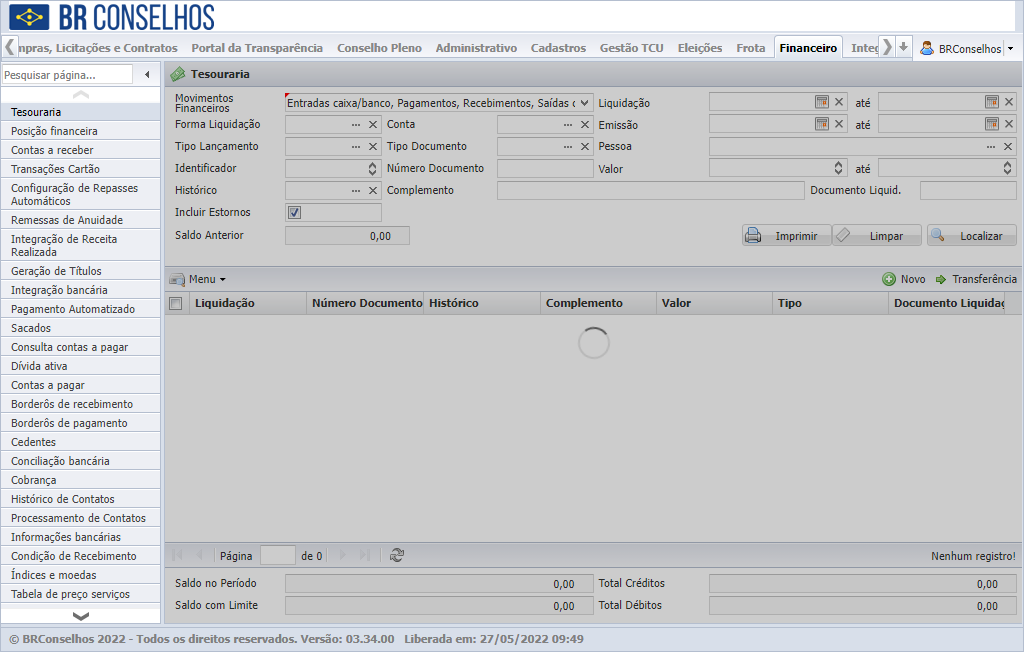 BR CONSELHOS
mpras, Licitações e Contratos Portal da Transparência Conselho Pleno Administrativo Cadastros Gestão TCU Eleições Frota Financeiro Integ BRConselhos
Pesquisar página...
Tesouraria
Posição financeira
Contas a receber
Transações Cartão
Configuração de Repasses
Automáticos
Remessas de Anuidade
Integração de Receita
Realizada
Geração de Títulos
Integração bancária
Pagamento Automatizado
Sacados
Consulta contas a pagar
Dívida ativa
Contas a pagar
Borderôs de recebimento
Borderôs de pagamento
Cedentes
Conciliação bancária
Cobrança
Histórico de Contatos
Processamento de Contatos
Informações bancárias
Condição de Recebimento
Índices e moedas
Tabela de preço serviços
Tesouraria
Movimentos
Financeiros
Entradas caixa/banco, Pagamentos, Recebimentos, Saídas c
Liquidação até
Forma Liquidação Conta Emissão até
Tipo Lançamento Tipo Documento Pessoa
Identificador Número Documento Valor até
Histórico Complemento Documento Liquid.
Incluir Estornos
Saldo Anterior 0,00 Imprimir Limpar Localizar
Menu Novo Transferência
Liquidação Número Documento Histórico Complemento Valor Tipo Documento Liquidaç
Página de 0 Nenhum registro!
Saldo no Período 0,00 Total Créditos 0,00
Saldo com Limite 0,00 Total Débitos 0,00
© BRConselhos 2022 - Todos os direitos reservados. Versão: 03.34.00 Liberada em: 27/05/2022 09:49